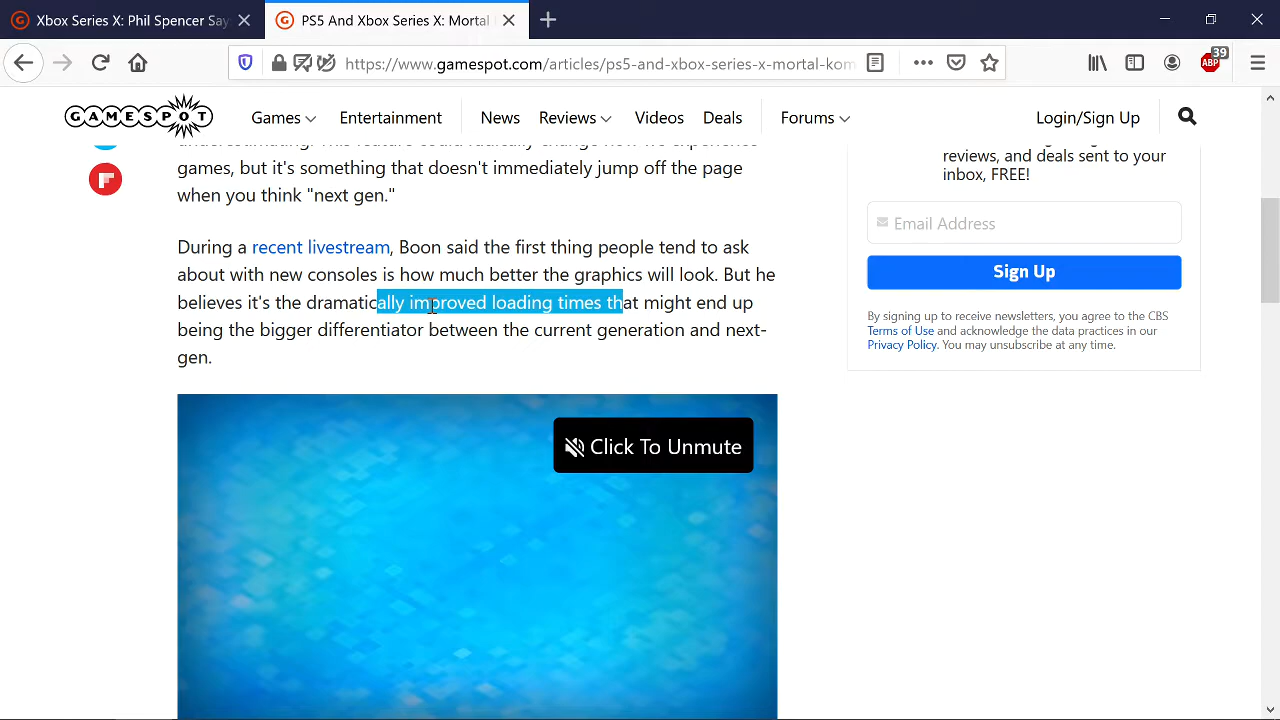 Xbox Series X: Phil Spencer Say
PS5 And Xbox Series X: Mortal
https://www.gamespot.com/articles/ps5-and-xbox-series-x-mortal-kom
39
ABP
GAMESPOT
Games
Entertainment
News
Reviews
Videos
Deals
Forums
Login/Sign Up
games, but it's something that doesn't immediately jump off the page
when you think "next gen."
During a recent livestream, Boon said the first thing people tend to ask
about with new consoles is how much better the graphics will look. But he
believes it's the dramatically improved loading times that might end up
being the bigger differentiator between the current generation and next-
gen.
Click To Unmute
reviews, and deals sent to your
inbox, FREE!
Email Address
Sign Up
By signing up to receive newsletters, you agree to the CBS
Terms of Use and acknowledge the data practices in our
Privacy Policy. You may unsubscribe at any time.